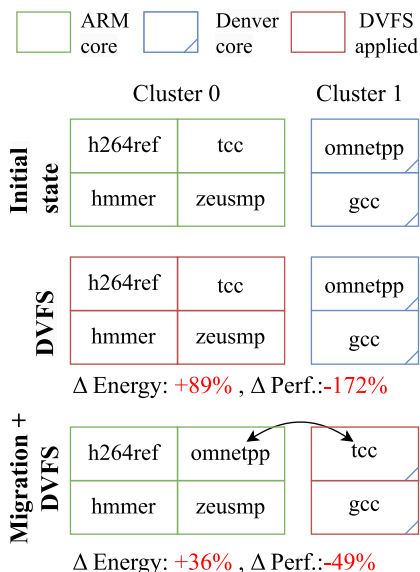 ARM core
Denver core
DVFS applied
Cluster 0
Cluster 1
Initial state
h264ref
tcc
omnetpp
hmmer
zeusmp
gcc
DVFS
h264ref
tcc
omnetpp
hmmer
zeusmp
gcc
Δ Energy: +89% , Δ Perf.:-172%
Migration + DVFS
h264ref
omnetpp
tcc
hmmer
zeusmp
gcc
Δ Energy: +36% , Δ Perf.:-49%